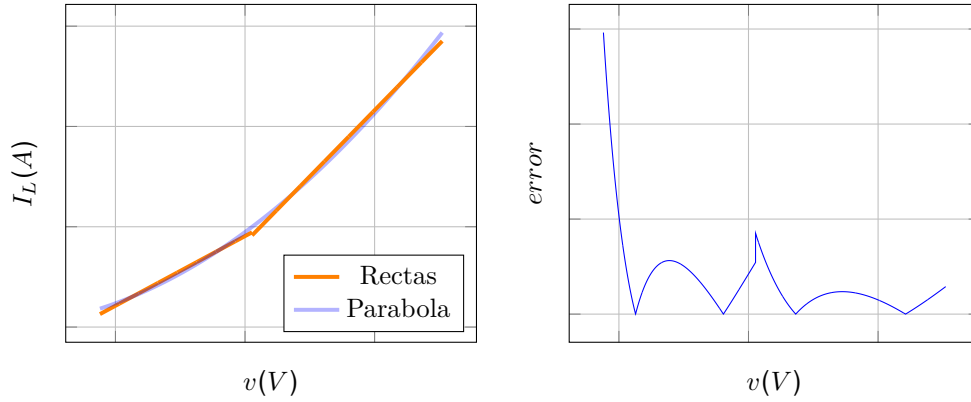 I_L(A)
Rectas
Parabola
v(V)
error
v(V)